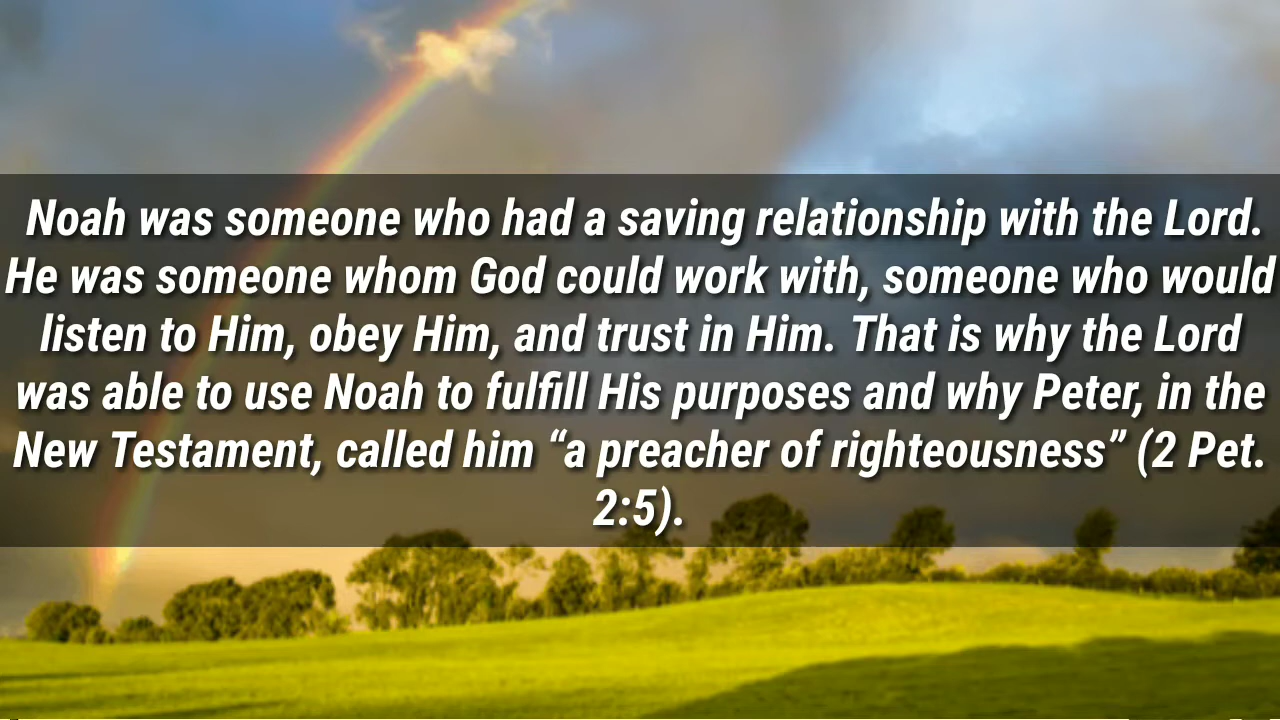 Noah was someone who had a saving relationship with the Lord.
He was someone whom God could work with, someone who would
listen to Him, obey Him, and trust in Him. That is why the Lord
was able to use Noah to fulfill His purposes and why Peter, in the
New Testament, called him “a preacher of righteousness” (2 Pet.
2:5).